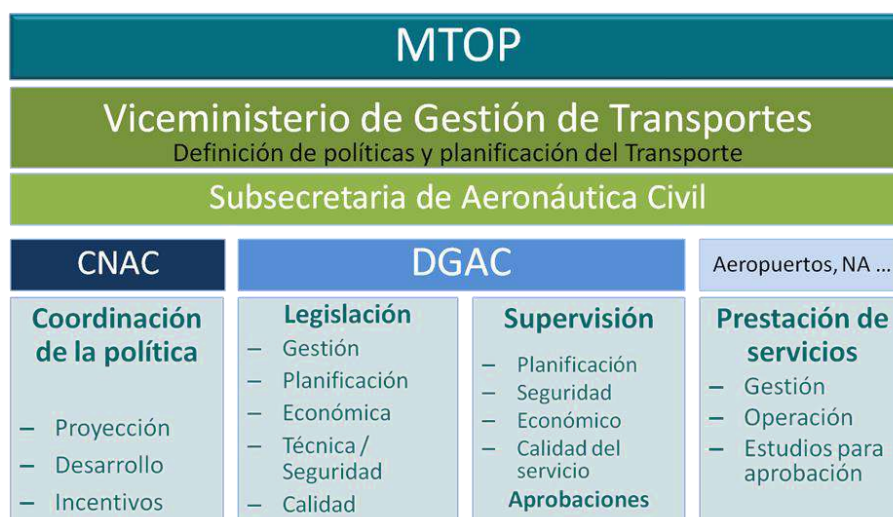 MTOP
Viceministerio de Gestión de Transportes
Definición de políticas y planificación del Transporte
Subsecretaria de Aeronáutica Civil
CNAC
DGAC
Aeropuertos, NA ...
Coordinación
de la política
– Proyección
– Desarrollo
– Incentivos
Legislación
– Gestión
– Planificación
– Económica
– Técnica /
Seguridad
– Calidad
Supervisión
– Planificación
– Seguridad
– Económico
– Calidad del
servicio
Aprobaciones
Prestación de
servicios
– Gestión
– Operación
– Estudios para
aprobación